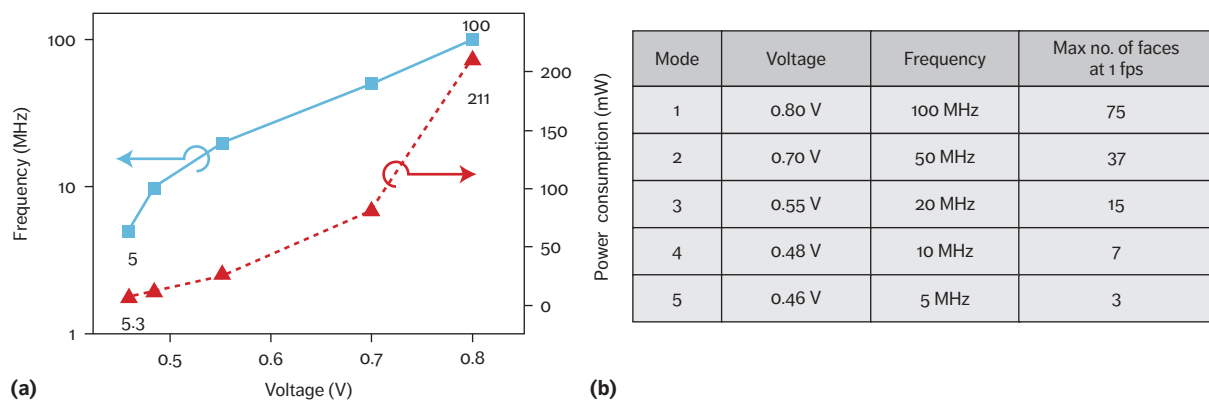 100
10
1
Frequency (MHz)
100
211
5
5·3
200
150
100
50
0
Power consumption (mW)
0.5 0.6 0.7 0.8
Voltage (V)
(a)
Mode Voltage Frequency Max no. of faces
at 1 fps
1 0.80 V 100 MHz 75
2 0.70 V 50 MHz 37
3 0.55 V 20 MHz 15
4 0.48 V 10 MHz 7
5 0.46 V 5 MHz 3
(b)